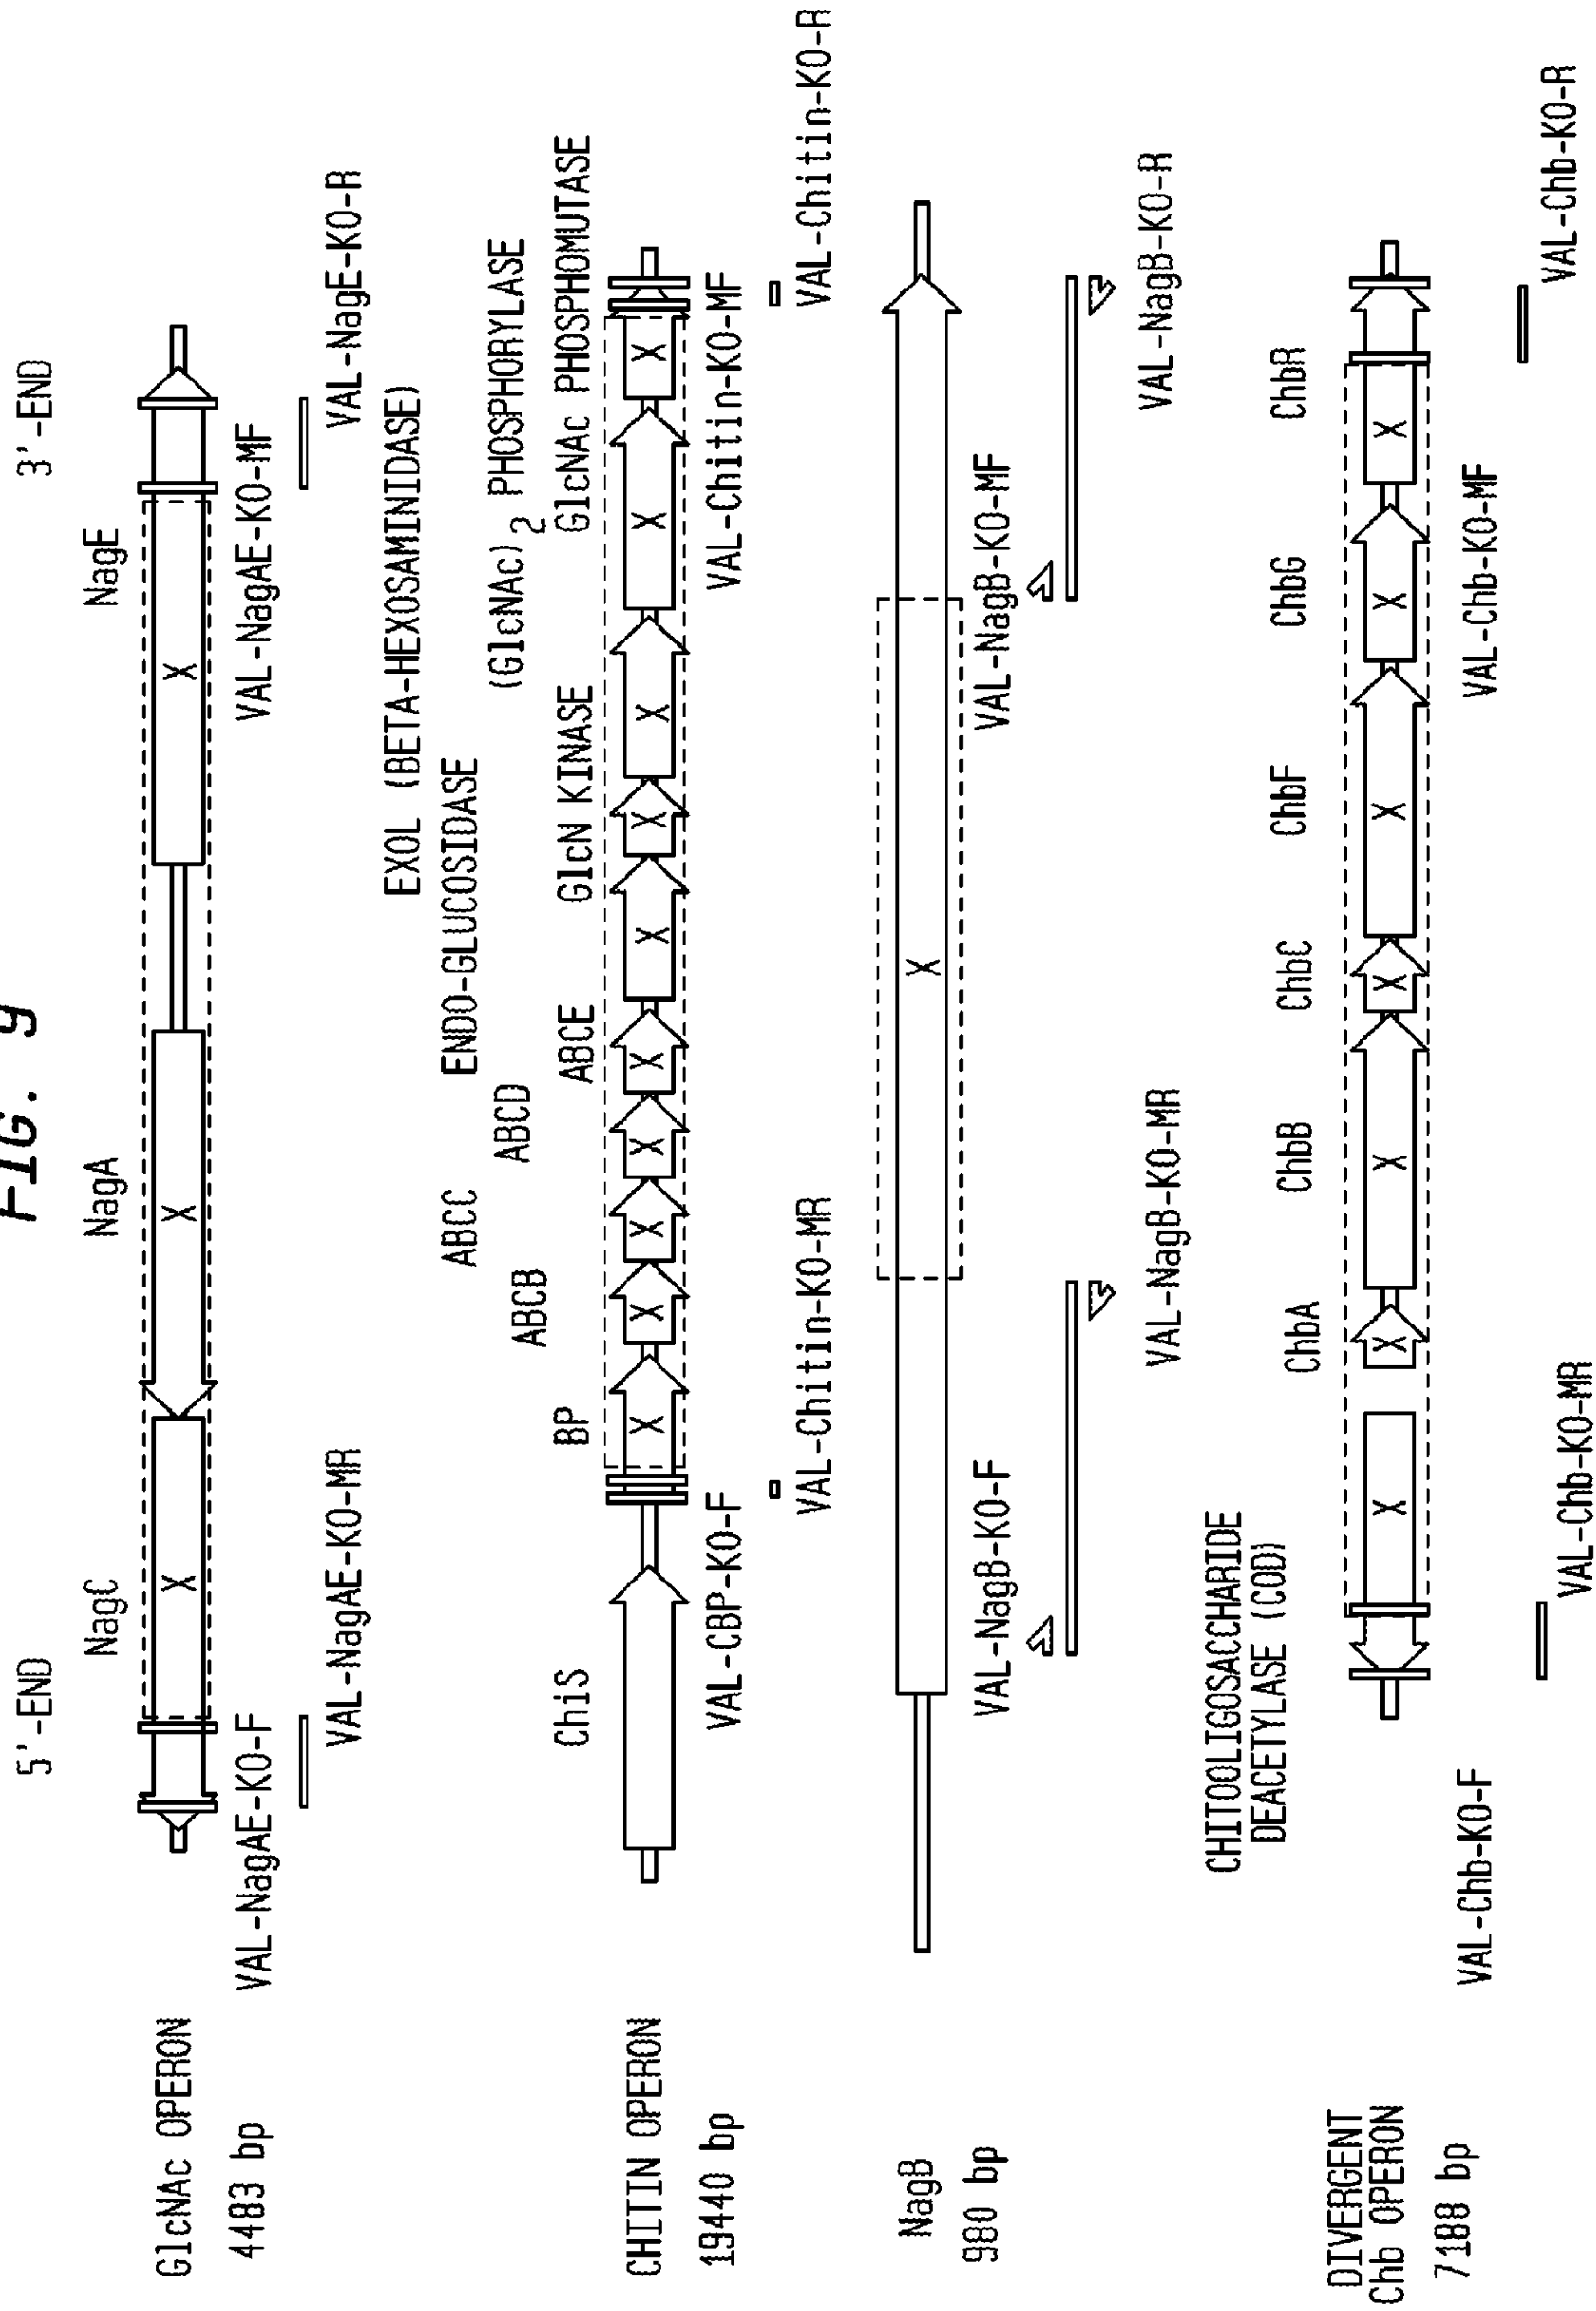 FIG. 9
5'-END
3'-END
NagC
NagA
NagE
GlcNAc OPERON
4483 bp
VAL-NagAE-KO-F
VAL-NagAE-KO-MF
VAL-NagAE-KO-MR
VAL-NagE-KO-R
EXOL (BETA-HEXOSAMINIDASE)
ABCC
ENDO-GLUCOSIDASE
ABCB
ABCD
(GlcNAc)2 PHOSPHORYLASE
ChiS
BP
ABCE
GlcN KINASE
GlcNAc PHOSPHOMUTASE
CHITIN OPERON
19440 bp
X X X X X X X X X X
VAL-CBP-KO-F
VAL-Chitin-KO-MF
VAL-Chitin-KO-MR
VAL-Chitin-KO-R
NagB
980 bp
X
VAL-NagB-KO-F
VAL-NagB-KO-MF
VAL-NagB-KO-MR
VAL-NagB-KO-R
CHITOOLIGOSACCHARIDE
DEACETYLASE (COD)
ChbA
ChbB
ChbC
ChbF
ChbG
ChbR
DIVERGENT
Chb OPERON
7188 bp
X X X X X X X
VAL-Chb-KO-F
VAL-Chb-KO-MF
VAL-Chb-KO-MR
VAL-Chb-KO-R